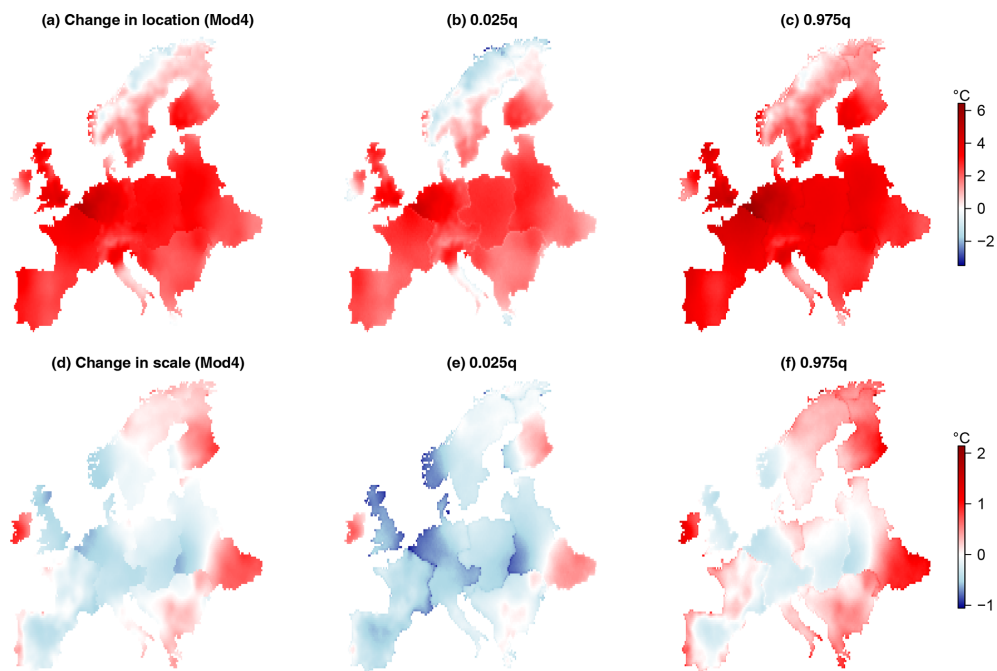 (a) Change in location (Mod4)
(b) 0.025q
(c) 0.975q
°C
6
4
2
0
−2
(d) Change in scale (Mod4)
(e) 0.025q
(f) 0.975q
°C
2
1
0
−1